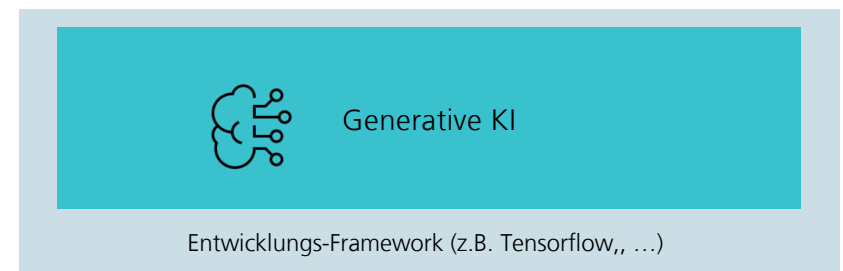 Generative KI
Entwicklungs-Framework (z.B. Tensorflow,, …)